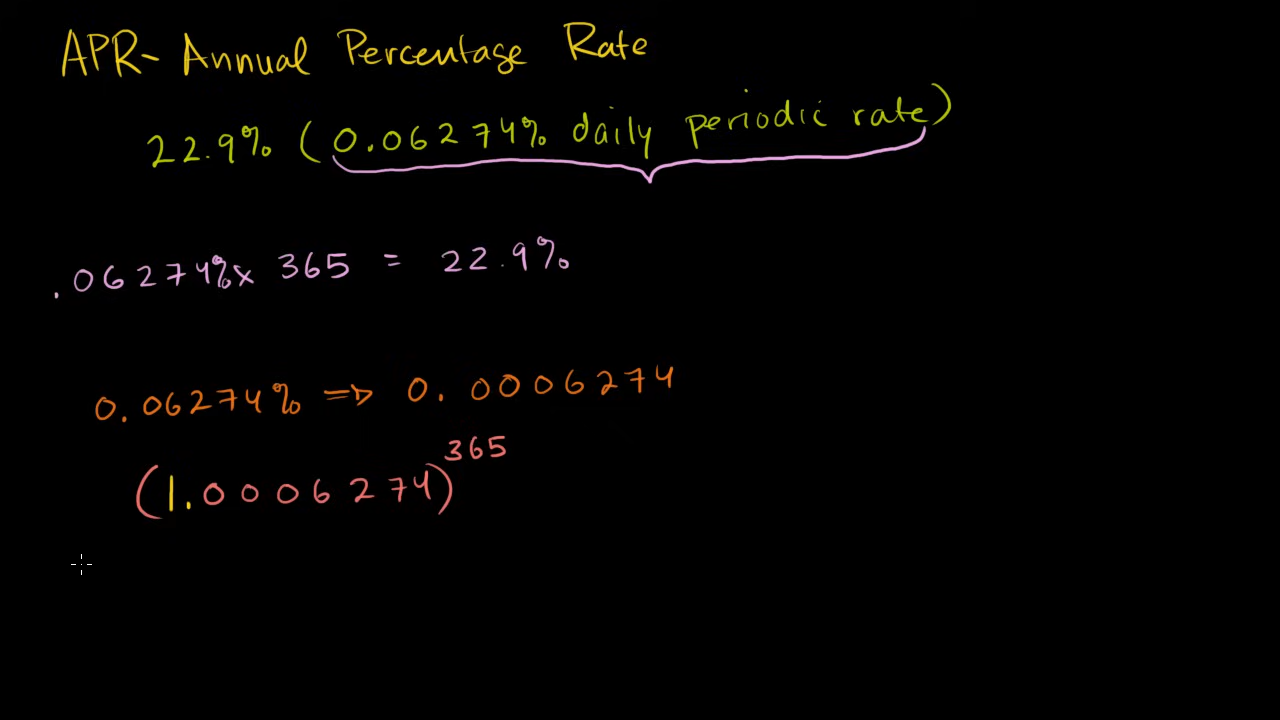 APR- Annual Percentage Rate
22.9% (0.06274% daily periodic rate)
.06274% x 365 = 22.9%
0.06274% ⇒ 0.0006274
(1.0006274)^365